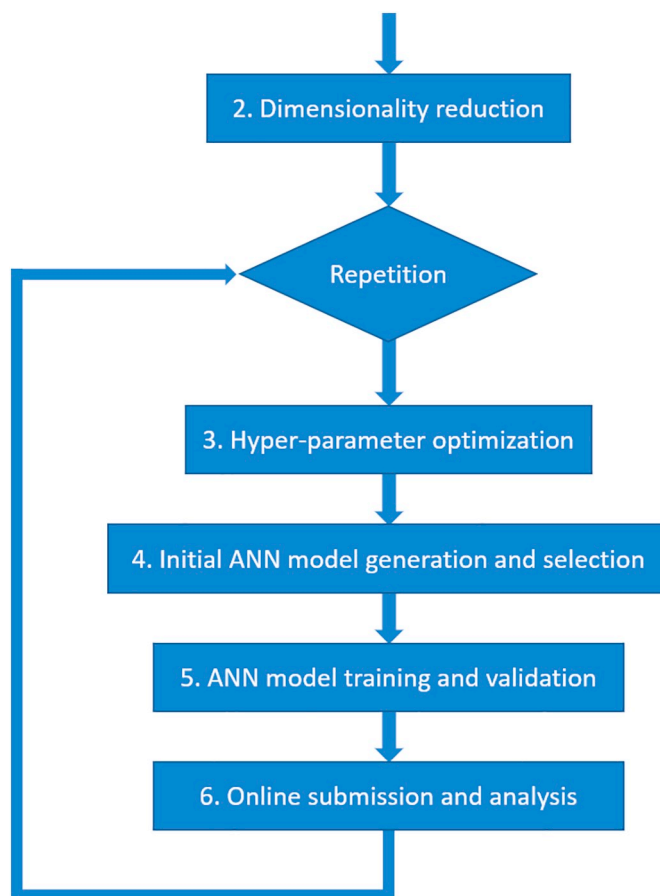 2. Dimensionality reduction
Repetition
3. Hyper-parameter optimization
4. Initial ANN model generation and selection
5. ANN model training and validation
6. Online submission and analysis